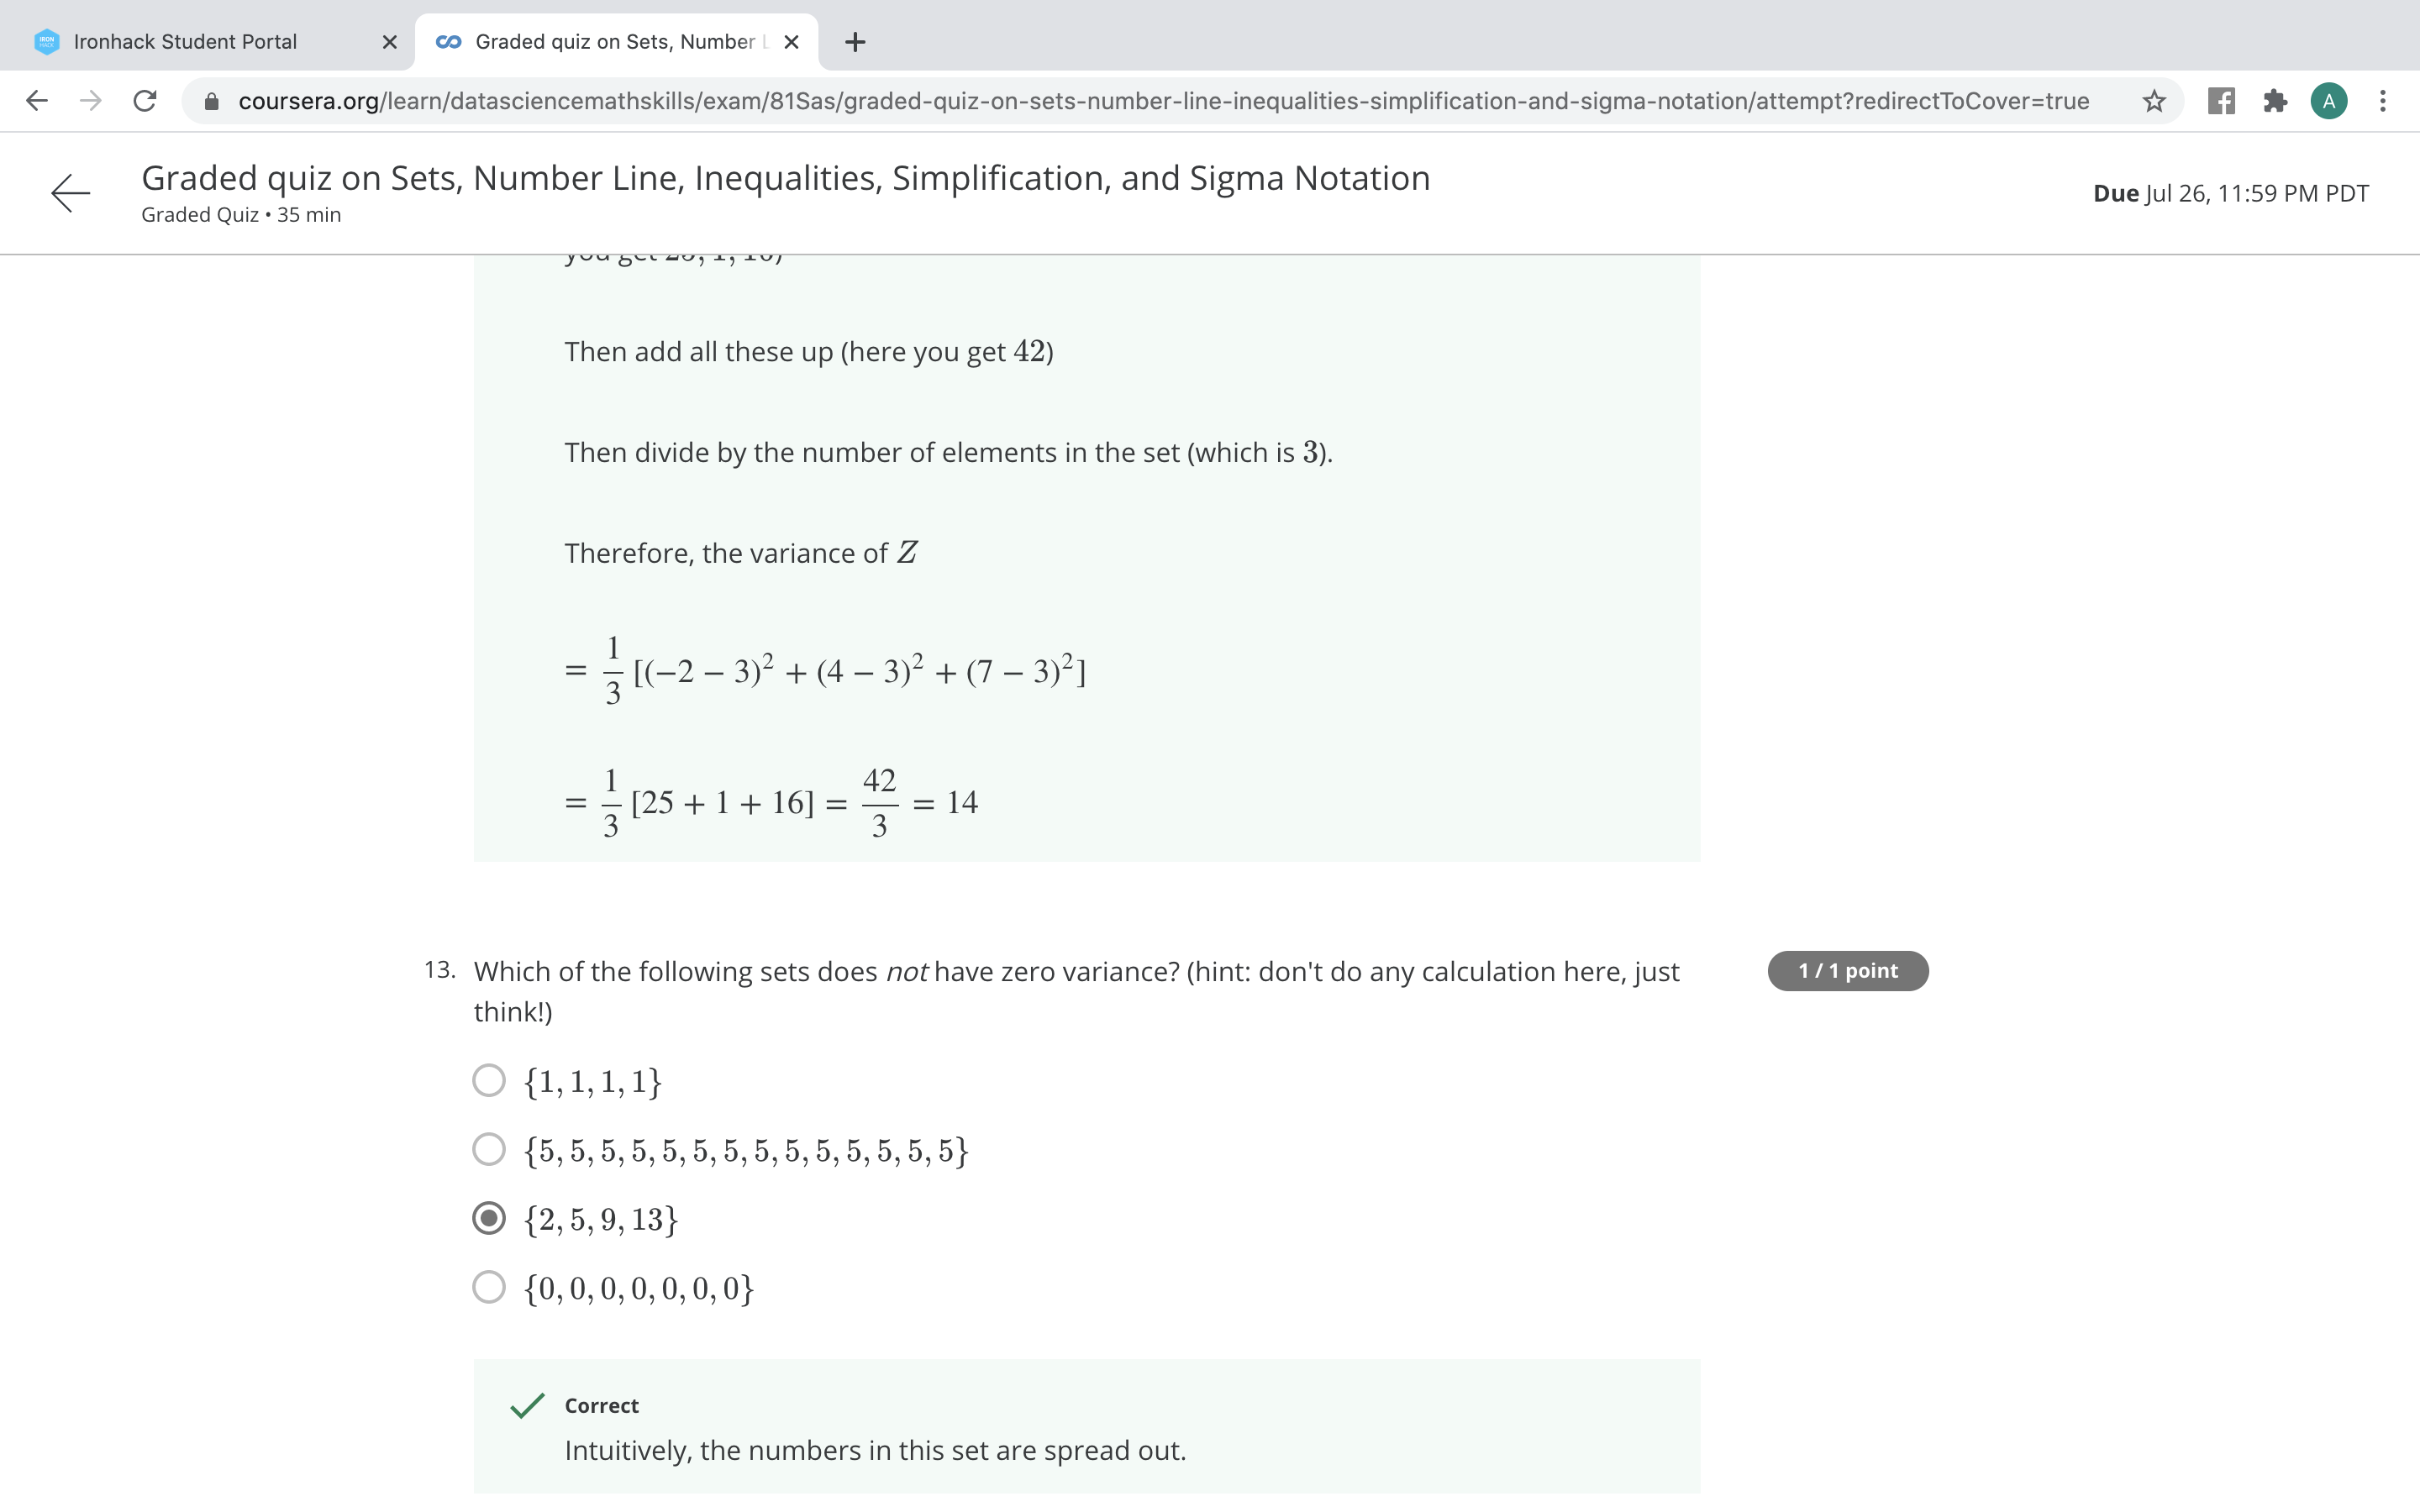 Ironhack Student Portal
Graded quiz on Sets, Number L
coursera.org/learn/datasciencemathskills/exam/81Sas/graded-quiz-on-sets-number-line-inequalities-simplification-and-sigma-notation/attempt?redirectToCover=true
A
Graded quiz on Sets, Number Line, Inequalities, Simplification, and Sigma Notation
Graded Quiz • 35 min
Due Jul 26, 11:59 PM PDT
you get 25, 1, 16)
Then add all these up (here you get 42)
Then divide by the number of elements in the set (which is 3).
Therefore, the variance of Z
= 1/3 [(−2 − 3)² + (4 − 3)² + (7 − 3)²]
= 1/3 [25 + 1 + 16] = 42/3 = 14
13. Which of the following sets does not have zero variance? (hint: don't do any calculation here, just
think!)
1 / 1 point
{1, 1, 1, 1}
{5, 5, 5, 5, 5, 5, 5, 5, 5, 5, 5, 5, 5, 5}
{2, 5, 9, 13}
{0, 0, 0, 0, 0, 0, 0}
Correct
Intuitively, the numbers in this set are spread out.